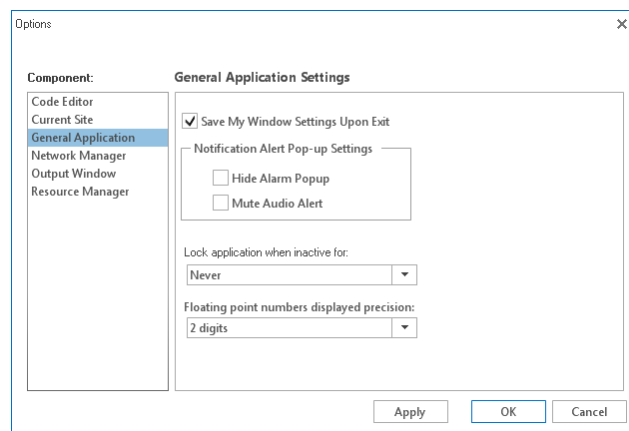 Options
Component:
General Application Settings
Code Editor
Current Site
General Application
Network Manager
Output Window
Resource Manager
Save My Window Settings Upon Exit
Notification Alert Pop-up Settings
Hide Alarm Popup
Mute Audio Alert
Lock application when inactive for:
Never
Floating point numbers displayed precision:
2 digits
Apply
OK
Cancel